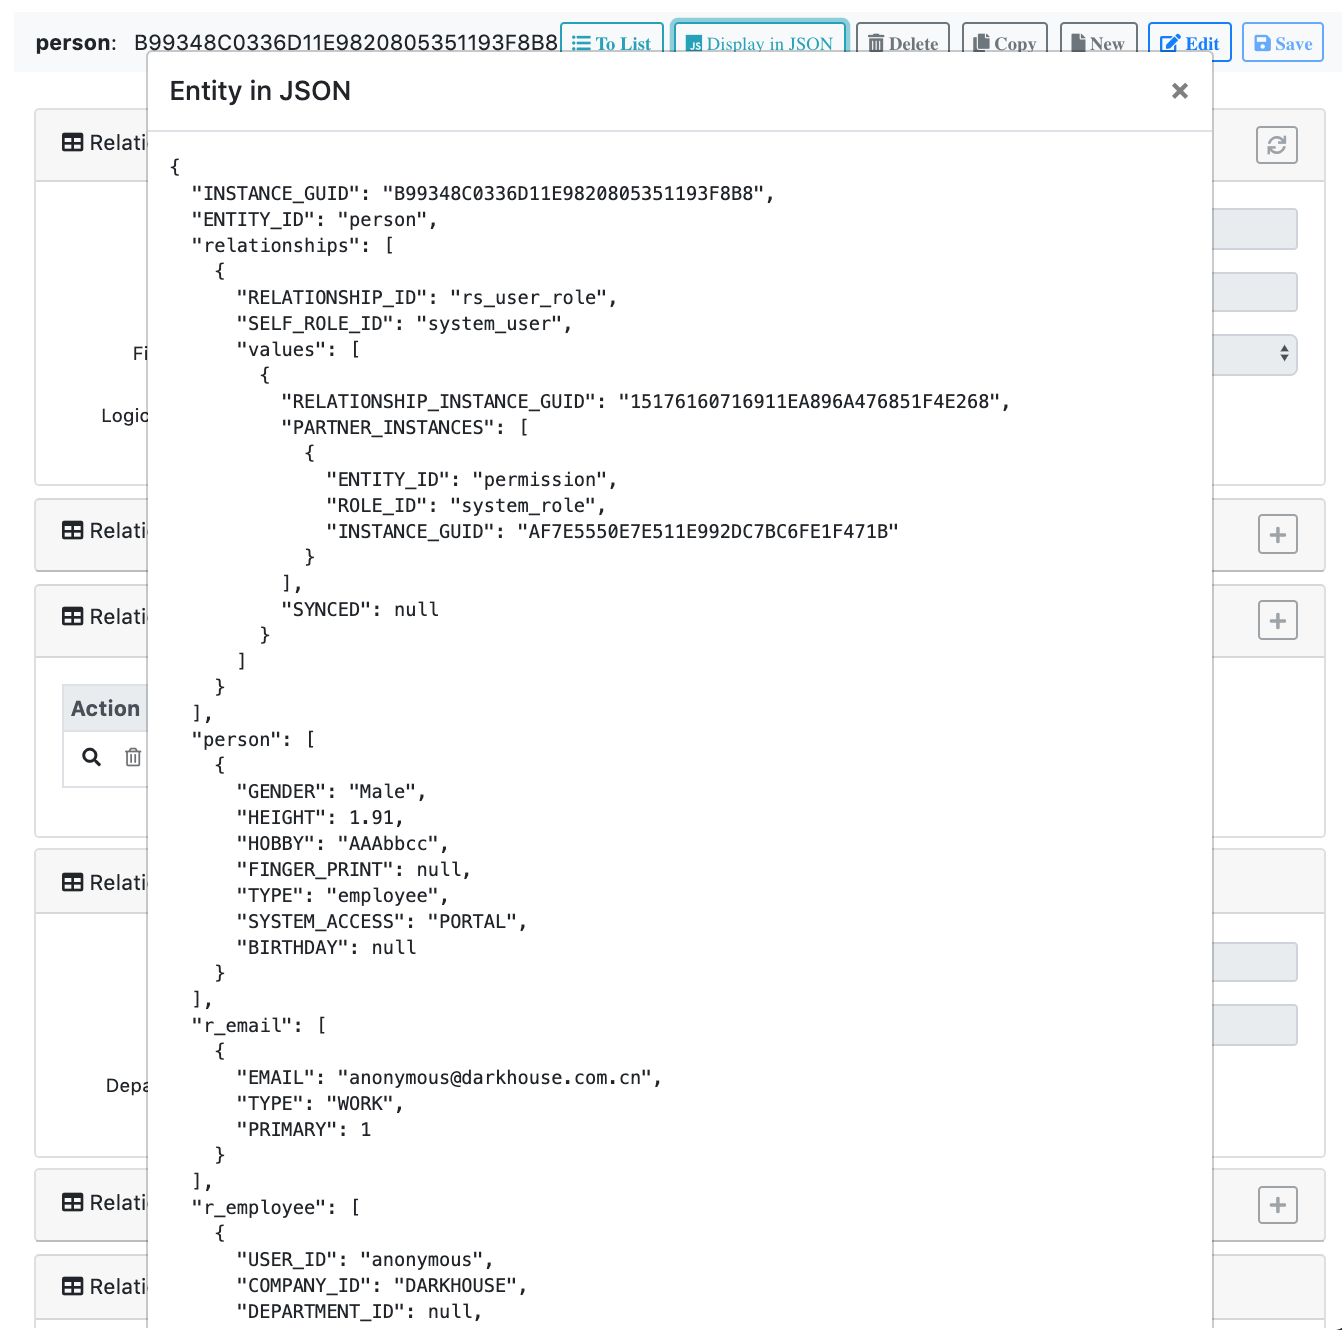 person: B99348C0336D11E9820805351193F8B8 To List Display in JSON Delete Copy New Edit Save
Entity in JSON
{
"INSTANCE_GUID": "B99348C0336D11E9820805351193F8B8",
"ENTITY_ID": "person",
"relationships": [
{
"RELATIONSHIP_ID": "rs_user_role",
"SELF_ROLE_ID": "system_user",
"values": [
{
"RELATIONSHIP_INSTANCE_GUID": "15176160716911EA896A476851F4E268",
"PARTNER_INSTANCES": [
{
"ENTITY_ID": "permission",
"ROLE_ID": "system_role",
"INSTANCE_GUID": "AF7E5550E7E511E992DC7BC6FE1F471B"
}
],
"SYNCED": null
}
]
}
],
"person": [
{
"GENDER": "Male",
"HEIGHT": 1.91,
"HOBBY": "AAAbbcc",
"FINGER_PRINT": null,
"TYPE": "employee",
"SYSTEM_ACCESS": "PORTAL",
"BIRTHDAY": null
}
],
"r_email": [
{
"EMAIL": "anonymous@darkhouse.com.cn",
"TYPE": "WORK",
"PRIMARY": 1
}
],
"r_employee": [
{
"USER_ID": "anonymous",
"COMPANY_ID": "DARKHOUSE",
"DEPARTMENT_ID": null,
Relati
Fi
Logic
Relati
Relati
Action
Relati
Depa
Relati
Relati